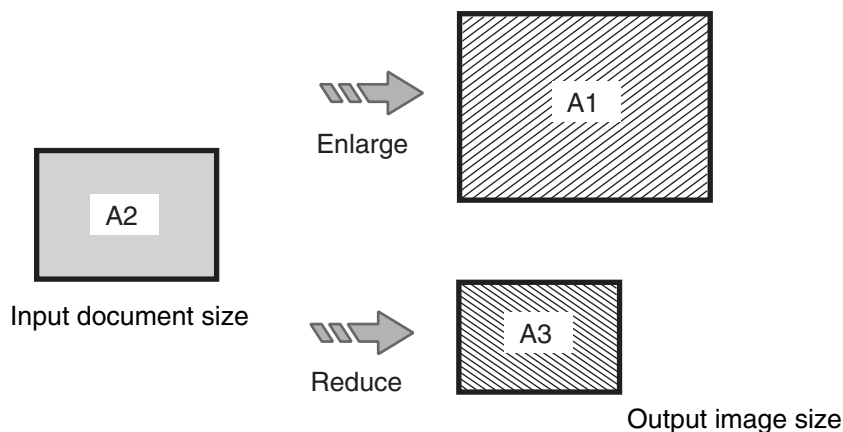 A1
Enlarge
A2
Input document size
A3
Reduce
Output image size